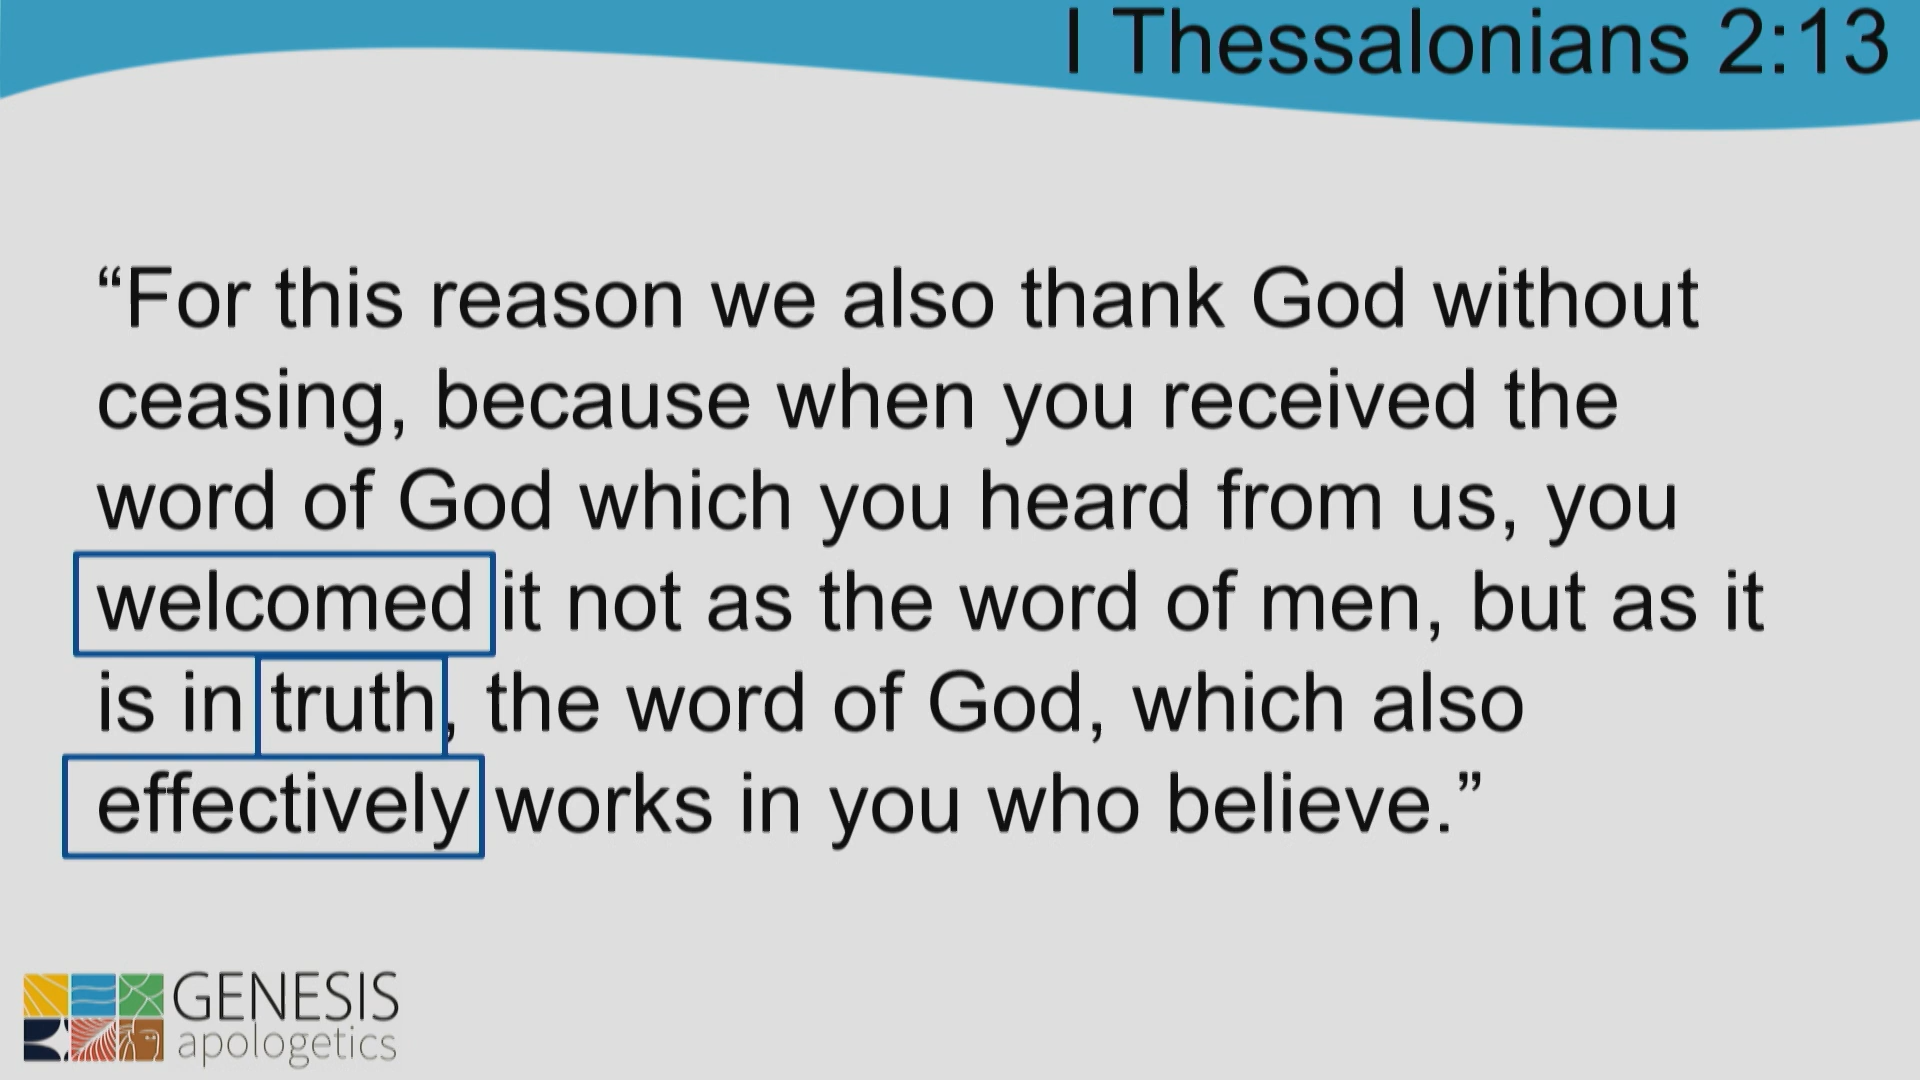 I Thessalonians 2:13
“For this reason we also thank God without
ceasing, because when you received the
word of God which you heard from us, you
welcomed it not as the word of men, but as it
is in truth, the word of God, which also
effectively works in you who believe.”
GENESIS
apologetics